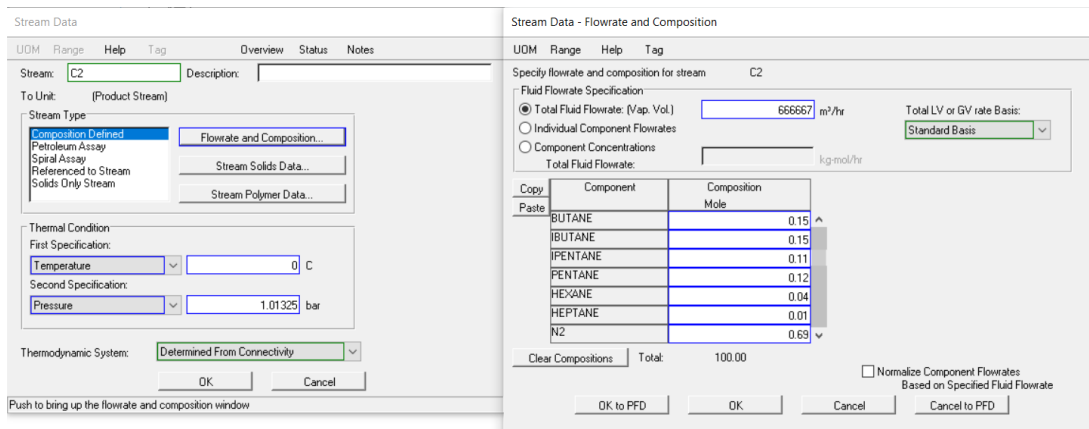 Stream Data
UOM Range Help Tag Overview Status Notes
Stream: C2 Description:
To Unit: (Product Stream)
Stream Type
Composition Defined
Petroleum Assay
Spiral Assay
Referenced to Stream
Solids Only Stream
Flowrate and Composition...
Stream Solids Data...
Stream Polymer Data...
Thermal Condition
First Specification:
Temperature 0 C
Second Specification:
Pressure 1.01325 bar
Thermodynamic System: Determined From Connectivity
OK Cancel
Push to bring up the flowrate and composition window
Stream Data - Flowrate and Composition
UOM Range Help Tag
Specify flowrate and composition for stream C2
Fluid Flowrate Specification
Total Fluid Flowrate: (Vap. Vol.) 666667 m³/hr
Individual Component Flowrates
Component Concentrations
Total Fluid Flowrate: kg-mol/hr
Total LV or GV rate Basis:
Standard Basis
Copy
Paste
Component Composition
Mole
BUTANE 0.15
IBUTANE 0.15
IPENTANE 0.11
PENTANE 0.12
HEXANE 0.04
HEPTANE 0.01
N2 0.69
Clear Compositions Total: 100.00
Normalize Component Flowrates
Based on Specified Fluid Flowrate
OK to PFD OK Cancel Cancel to PFD